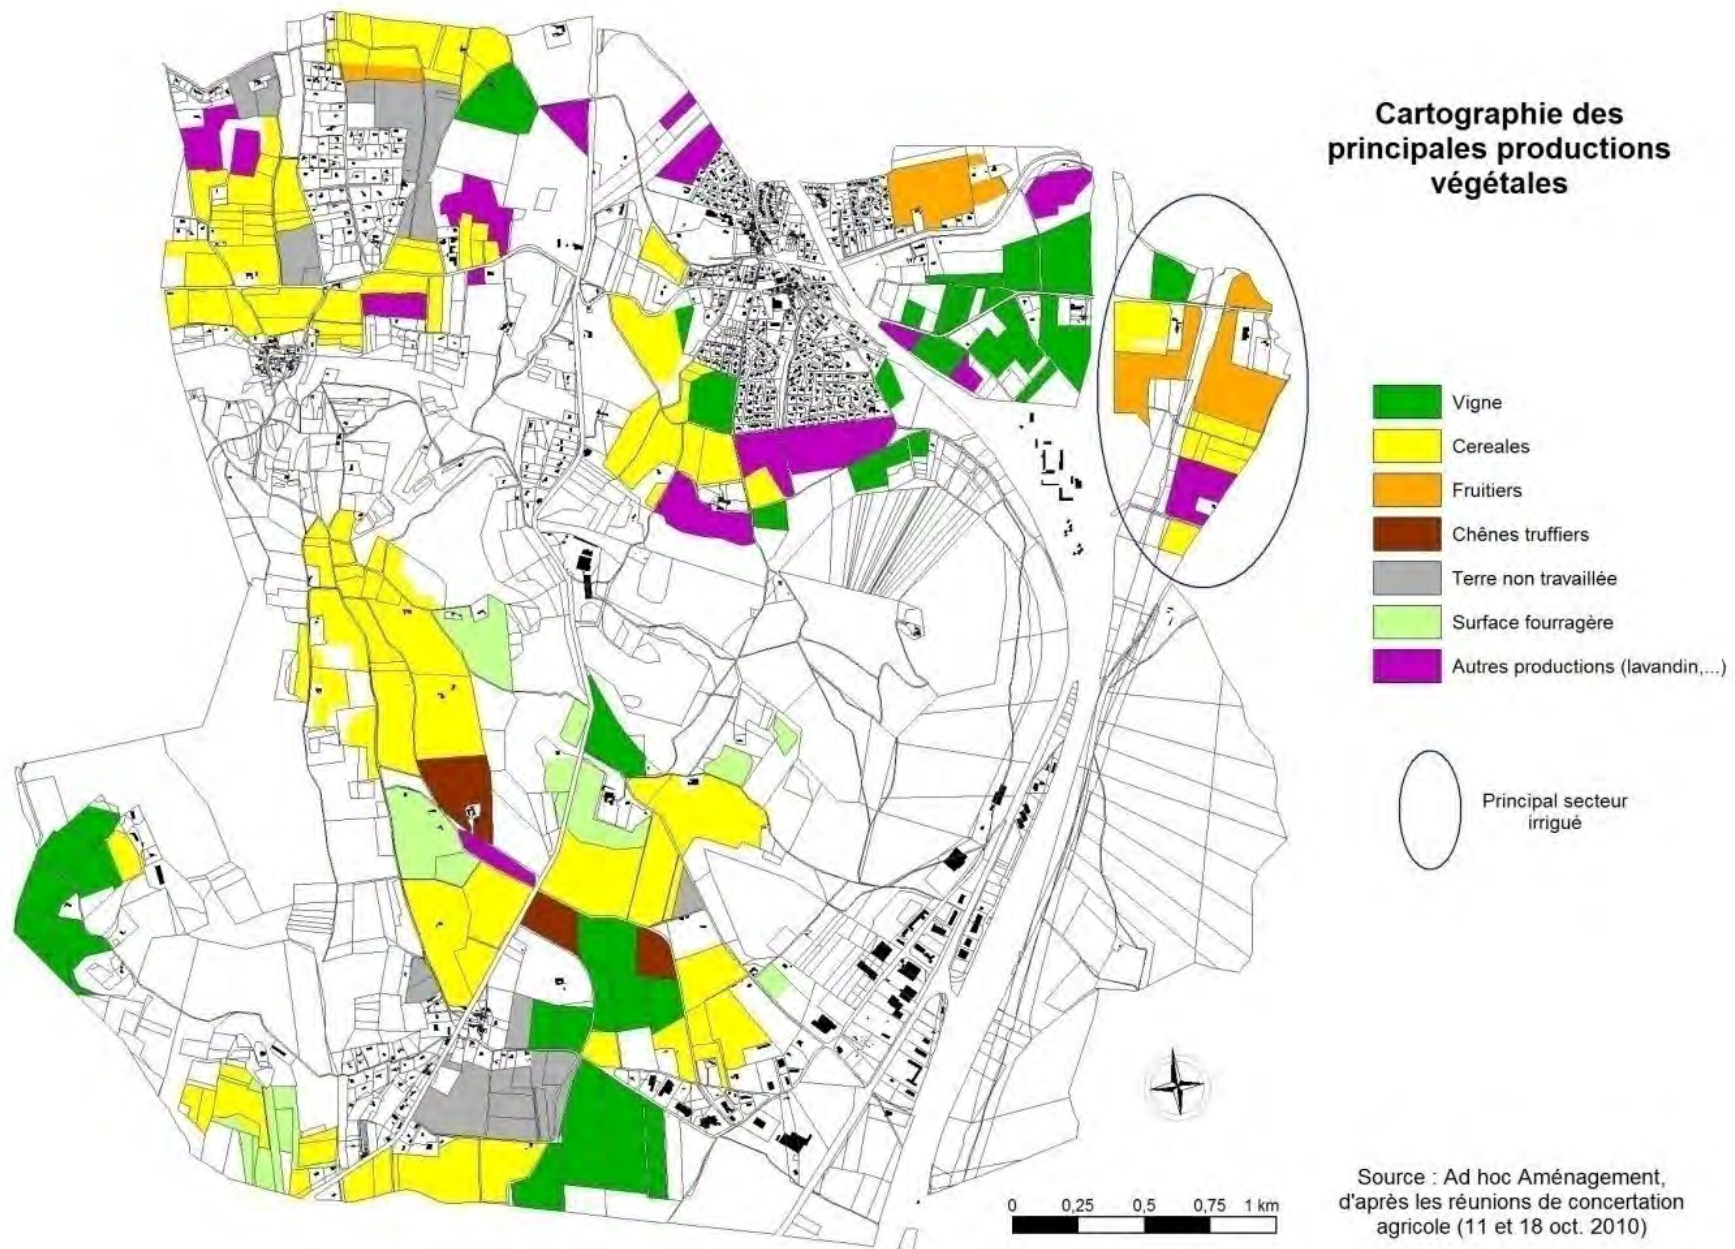 Cartographie des
principales productions
végétales
Vigne
Cereales
Fruitiers
Chênes truffiers
Terre non travaillée
Surface fourragère
Autres productions (lavandin,...)
Principal secteur
irrigué
0 0,25 0,5 0,75 1 km
Source : Ad hoc Aménagement,
d'après les réunions de concertation
agricole (11 et 18 oct. 2010)